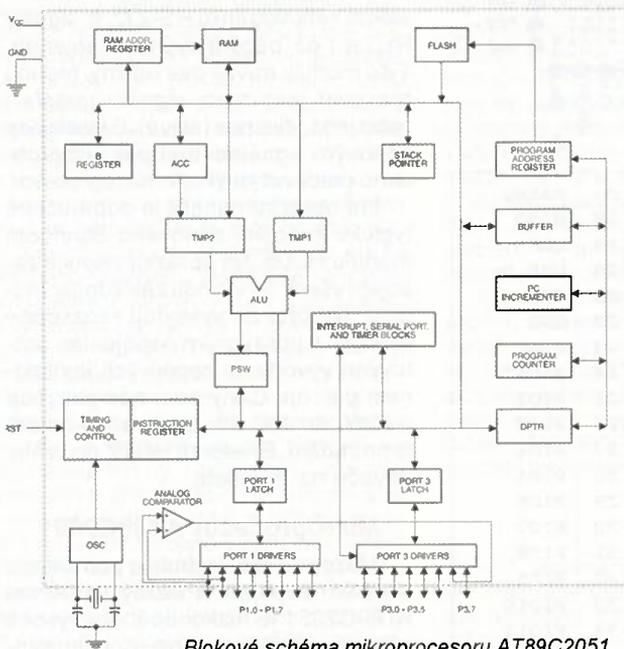 VCC
GND
RAM ADDR.
REGISTER
RAM
FLASH
B
REGISTER
ACC
STACK
POINTER
PROGRAM
ADDRESS
REGISTER
BUFFER
TMP2
TMP1
ALU
PC
INCREMENTER
INTERRUPT, SERIAL PORT,
AND TIMER BLOCKS
PSW
PROGRAM
COUNTER
RST
TIMING
AND
CONTROL
INSTRUCTION
REGISTER
DPTR
PORT 1
LATCH
PORT 3
LATCH
ANALOG
COMPARATOR
OSC
PORT 1 DRIVERS
PORT 3 DRIVERS
P1,0 - P1,7
P3,0 - P3,5
P3,7
Blokové schéma mikroprocesoru AT89C2051